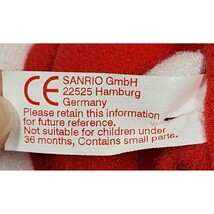 CE SANRIO GmbH
22525 Hamburg
Germany
Please retain this information
for future reference.
Not suitable for children under
36 months, Contains small parts.